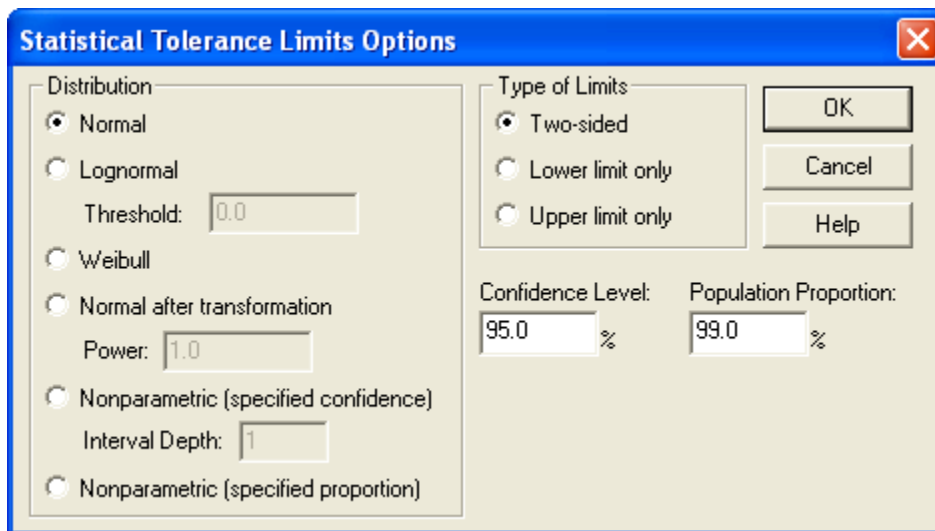 Statistical Tolerance Limits Options
Distribution
Normal
Lognormal
Threshold: 0.0
Weibull
Normal after transformation
Power: 1.0
Nonparametric (specified confidence)
Interval Depth: 1
Nonparametric (specified proportion)
Type of Limits
Two-sided
Lower limit only
Upper limit only
OK
Cancel
Help
Confidence Level:
95.0 %
Population Proportion:
99.0 %